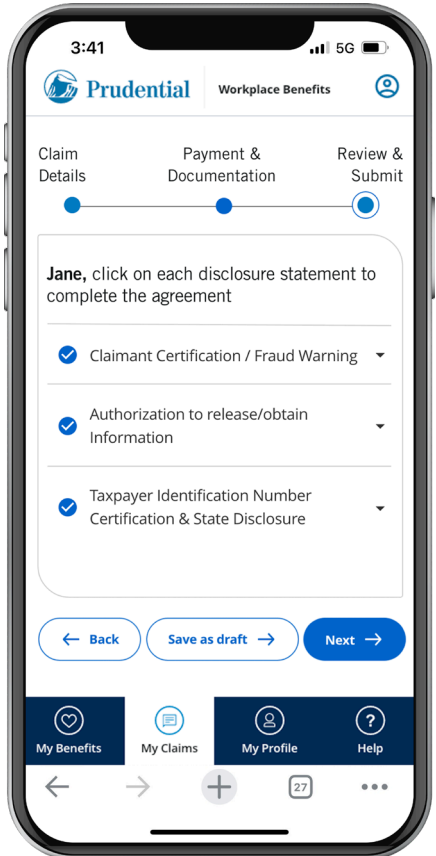 3:41
5G
Prudential
Workplace Benefits
Claim
Details
Payment &
Documentation
Review &
Submit
Jane, click on each disclosure statement to
complete the agreement
Claimant Certification / Fraud Warning
Authorization to release/obtain
Information
Taxpayer Identification Number
Certification & State Disclosure
Back
Save as draft
Next
?
My Benefits
My Claims
My Profile
Help
27